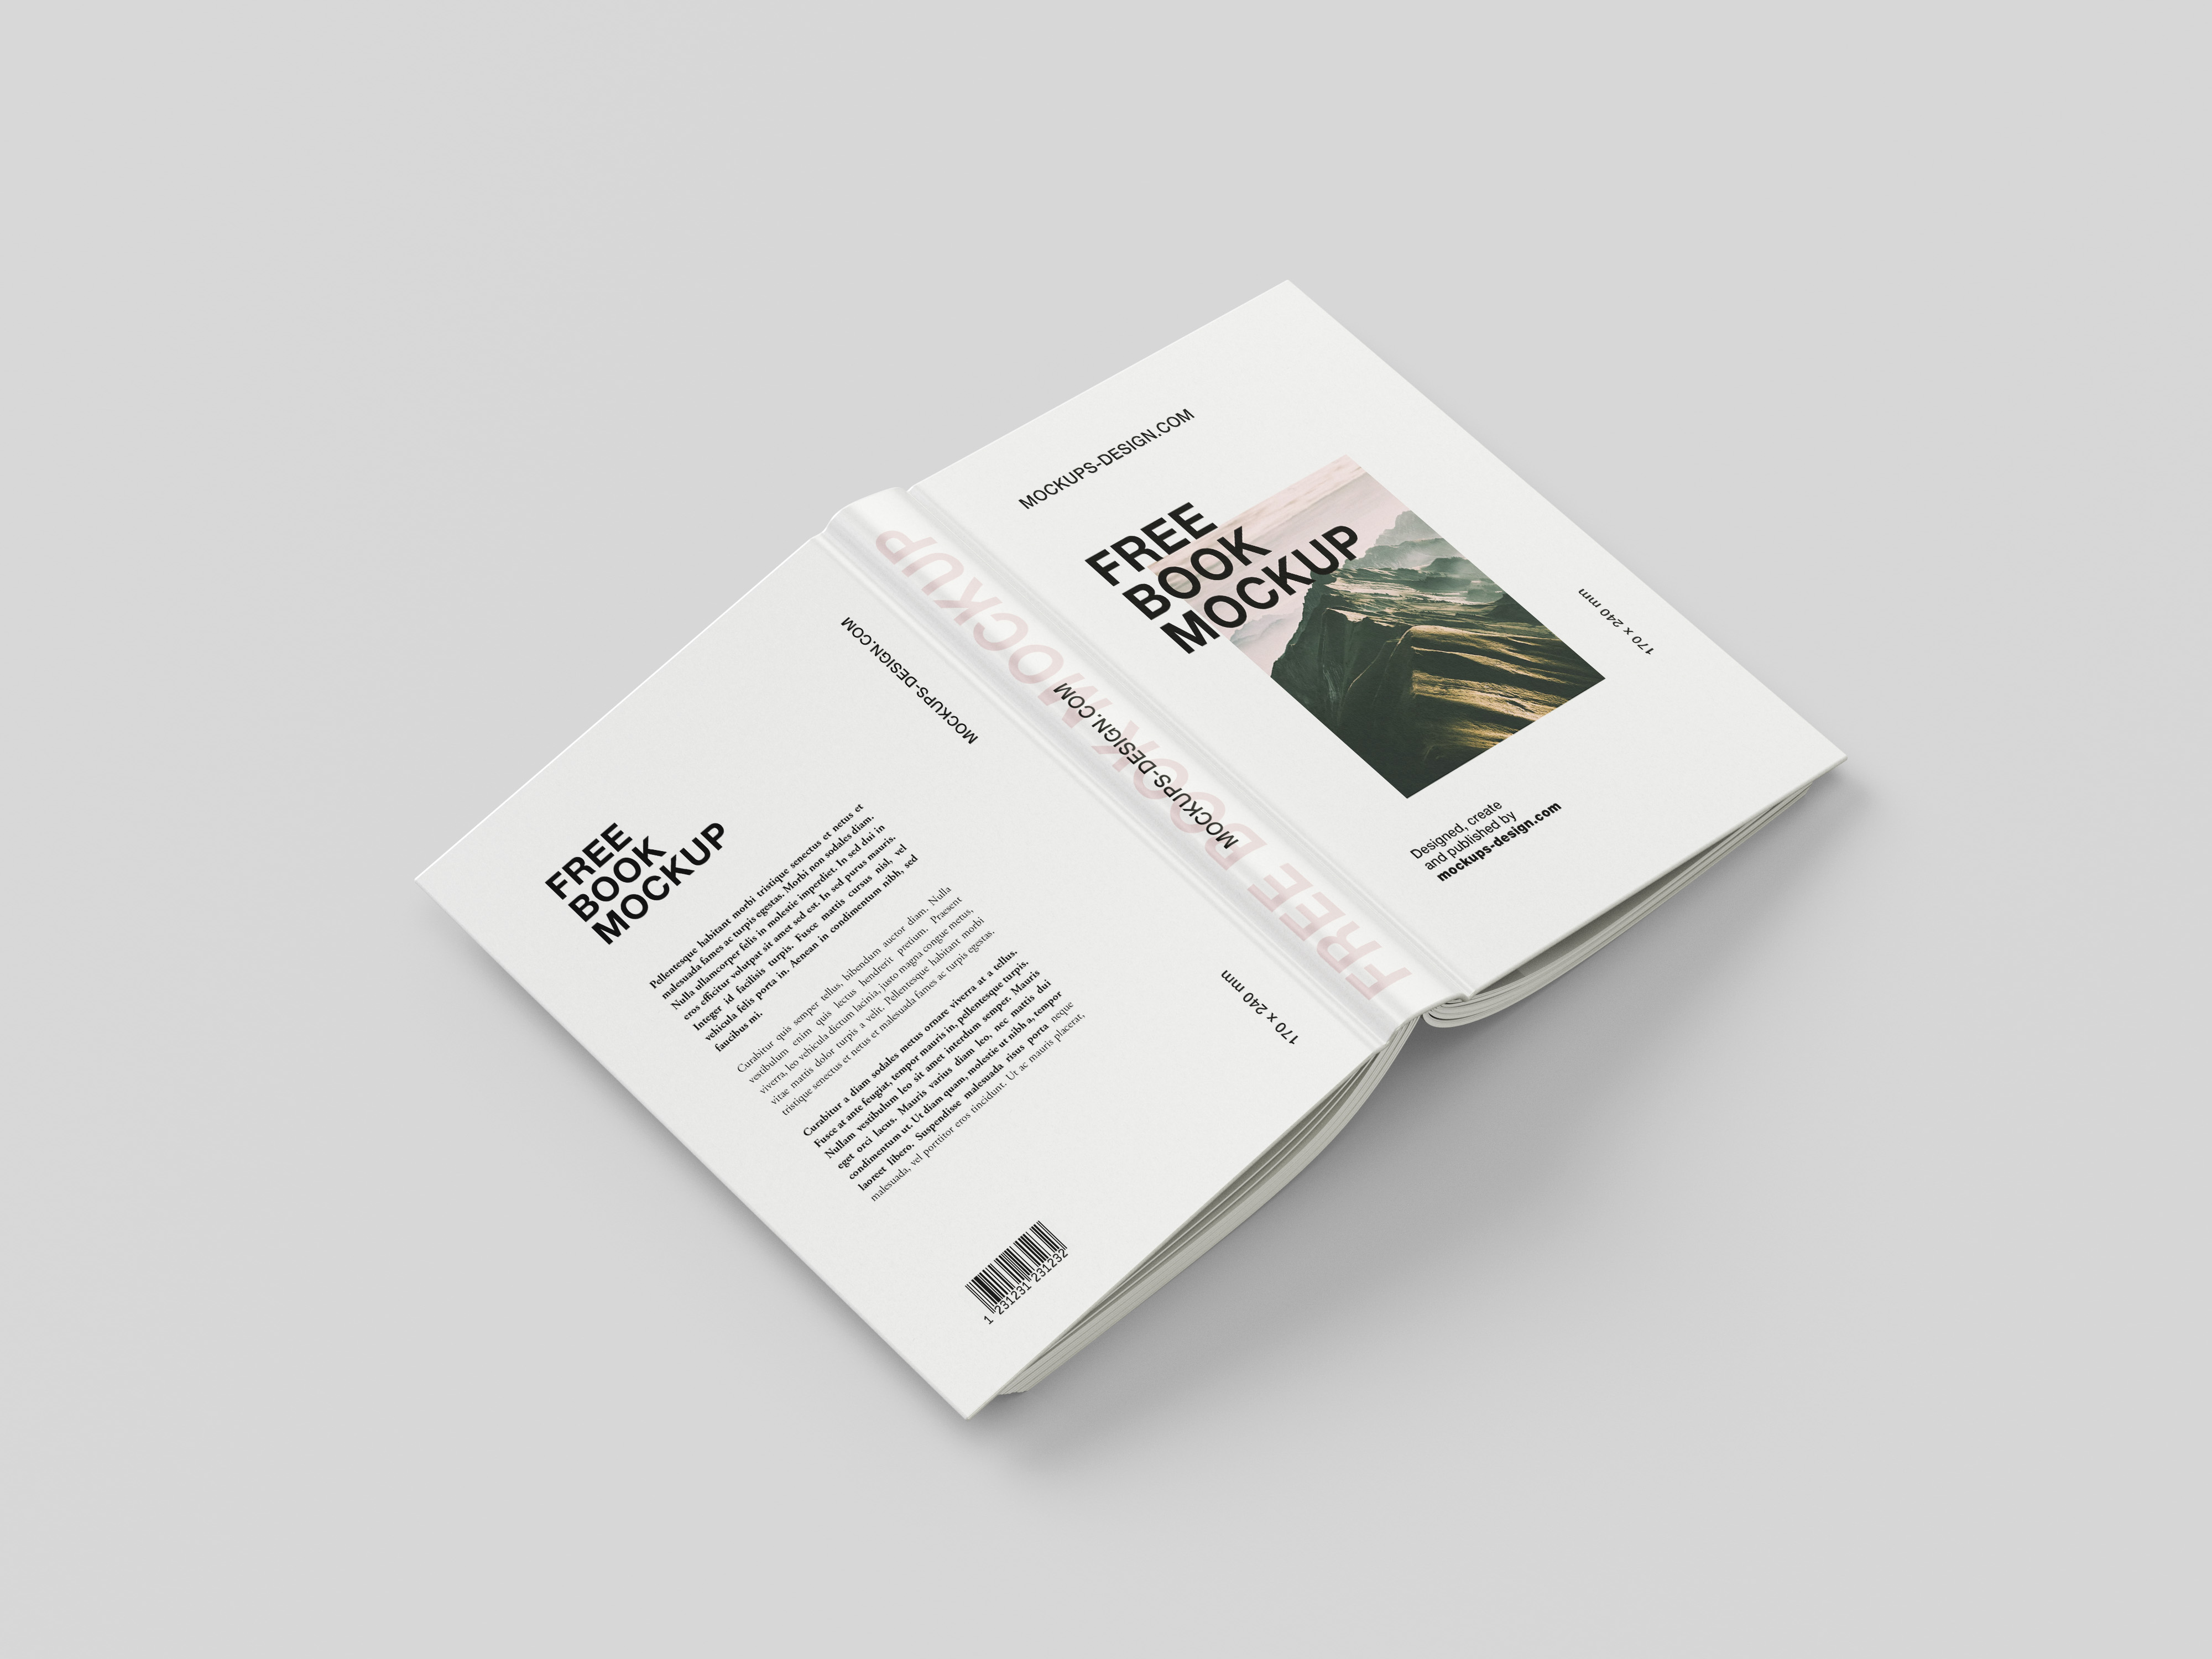 MOCKUPS-DESIGN.COM
FREE
BOOK
MOCKUP
170 x 240 mm
Designed, create
and published by
mockups-design.com
FREE BOOK MOCKUP
MOCKUPS-DESIGN.COM
MOCKUPS-DESIGN.COM
FREE
BOOK
MOCKUP
Pellentesque habitant morbi tristique senectus et netus et
malesuada fames ac turpis egestas. Morbi non sodales diam.
Nulla ullamcorper felis in molestie imperdiet. In sed dui in
eros efficitur volutpat sit amet sed est. In sed purus mauris.
Integer id facilisis turpis. Fusce mattis cursus nisl, vel
vehicula felis porta in. Aenean in condimentum nibh, sed
faucibus mi.
Curabitur quis semper tellus, bibendum auctor diam. Nulla
vestibulum enim quis lectus hendrerit pretium. Praesent
viverra, leo vehicula dictum lacinia, justo magna congue metus,
vitae mattis dolor turpis a velit. Pellentesque habitant morbi
tristique senectus et netus et malesuada fames ac turpis egestas.
Curabitur a diam sodales metus ornare viverra at a tellus.
Fusce at ante feugiat, tempor mauris in, pellentesque turpis.
Nullam vestibulum leo sit amet interdum semper. Mauris
eget orci lacus. Mauris varius diam leo, nec mattis dui
condimentum ut. Ut diam quam, molestie ut nibh a, tempor
laoreet libero. Suspendisse malesuada risus porta neque
malesuada, vel porttitor eros tincidunt. Ut ac mauris placerat,
170 x 240 mm
1 231231 231232